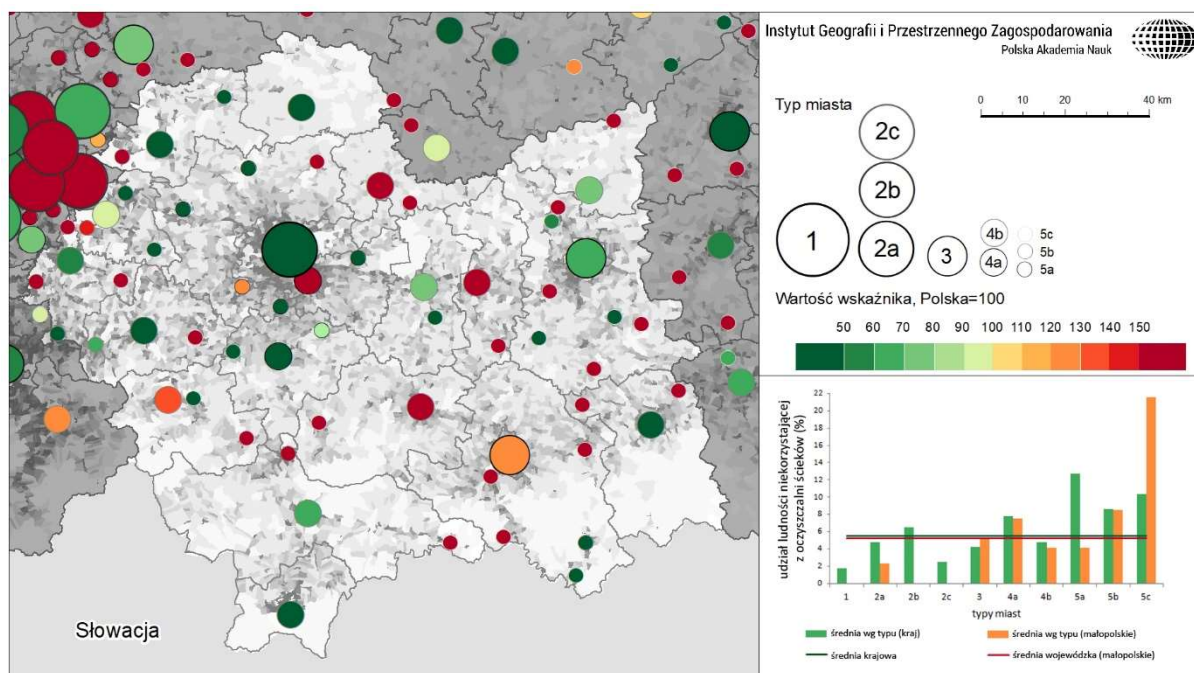 Słowacja
Instytut Geografii i Przestrzennego Zagospodarowania
Polska Akademia Nauk
Typ miasta
0 10 20 40 km
2c
2b
1
2a
3
4b
4a
5c
5b
5a
Wartość wskaźnika, Polska=100
50 60 70 80 90 100 110 120 130 140 150
udział ludności niekorzystającej
z oczyszczalni ścieków (%)
22
20
18
16
14
12
10
8
6
4
2
0
1 2a 2b 2c 3 4a 4b 5a 5b 5c
typy miast
średnia wg typu (kraj)
średnia wg typu (małopolskie)
średnia krajowa
średnia wojewódzka (małopolskie)